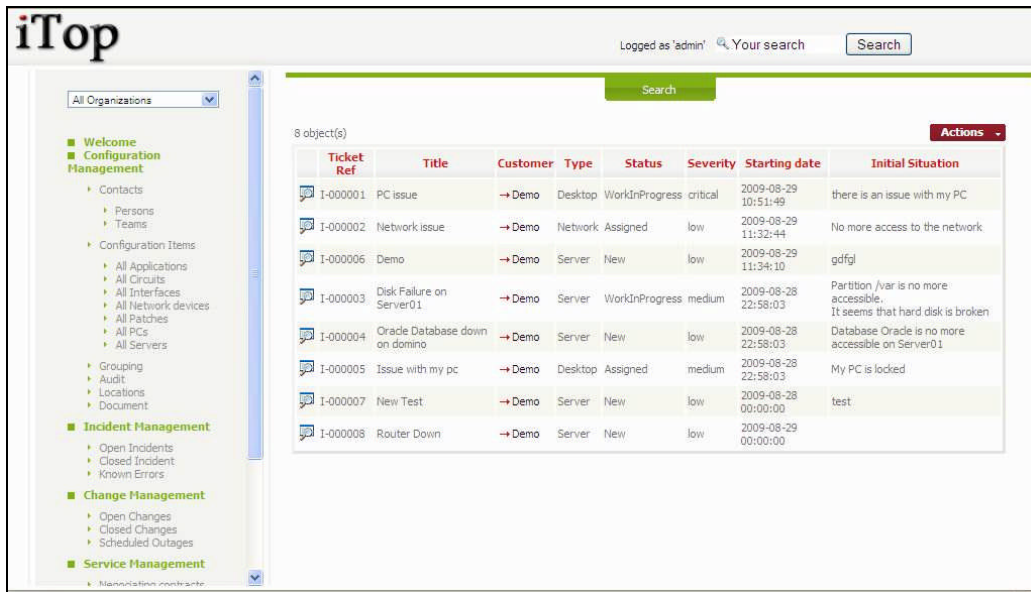 iTop
Logged as 'admin'
Your search
Search
All Organizations
Welcome
Configuration
Management
Contacts
Persons
Teams
Configuration Items
All Applications
All Circuits
All Interfaces
All Network devices
All Patches
All PCs
All Servers
Grouping
Audit
Locations
Document
Incident Management
Open Incidents
Closed Incident
Known Errors
Change Management
Open Changes
Closed Changes
Scheduled Outages
Service Management
Negociating contracts
Search
8 object(s)
Actions
Ticket Ref Title Customer Type Status Severity Starting date Initial Situation
I-000001 PC issue →Demo Desktop WorkInProgress critical 2009-08-29 10:51:49 there is an issue with my PC
I-000002 Network issue →Demo Network Assigned low 2009-08-29 11:32:44 No more access to the network
I-000006 Demo →Demo Server New low 2009-08-29 11:34:10 gdfgl
I-000003 Disk Failure on Server01 →Demo Server WorkInProgress medium 2009-08-28 22:58:03 Partition /var is no more accessible. It seems that hard disk is broken
I-000004 Oracle Database down on domino →Demo Server New low 2009-08-28 22:58:03 Database Oracle is no more accessible on Server01
I-000005 Issue with my pc →Demo Desktop Assigned medium 2009-08-28 22:58:03 My PC is locked
I-000007 New Test →Demo Server New low 2009-08-28 00:00:00 test
I-000008 Router Down →Demo Server New low 2009-08-29 00:00:00